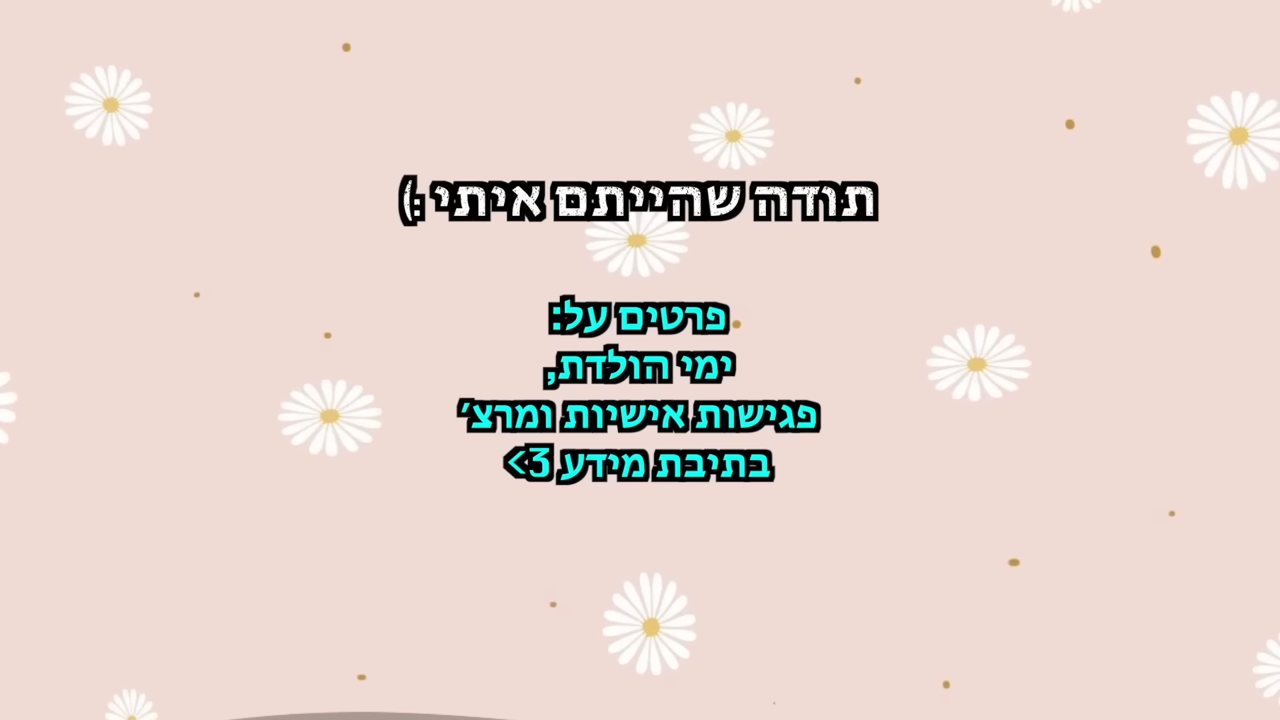 תודה שהייתם איתי :)
פרטים על:
ימי הולדת,
פגישות אישיות ומרצ'
בתיבת מידע <3